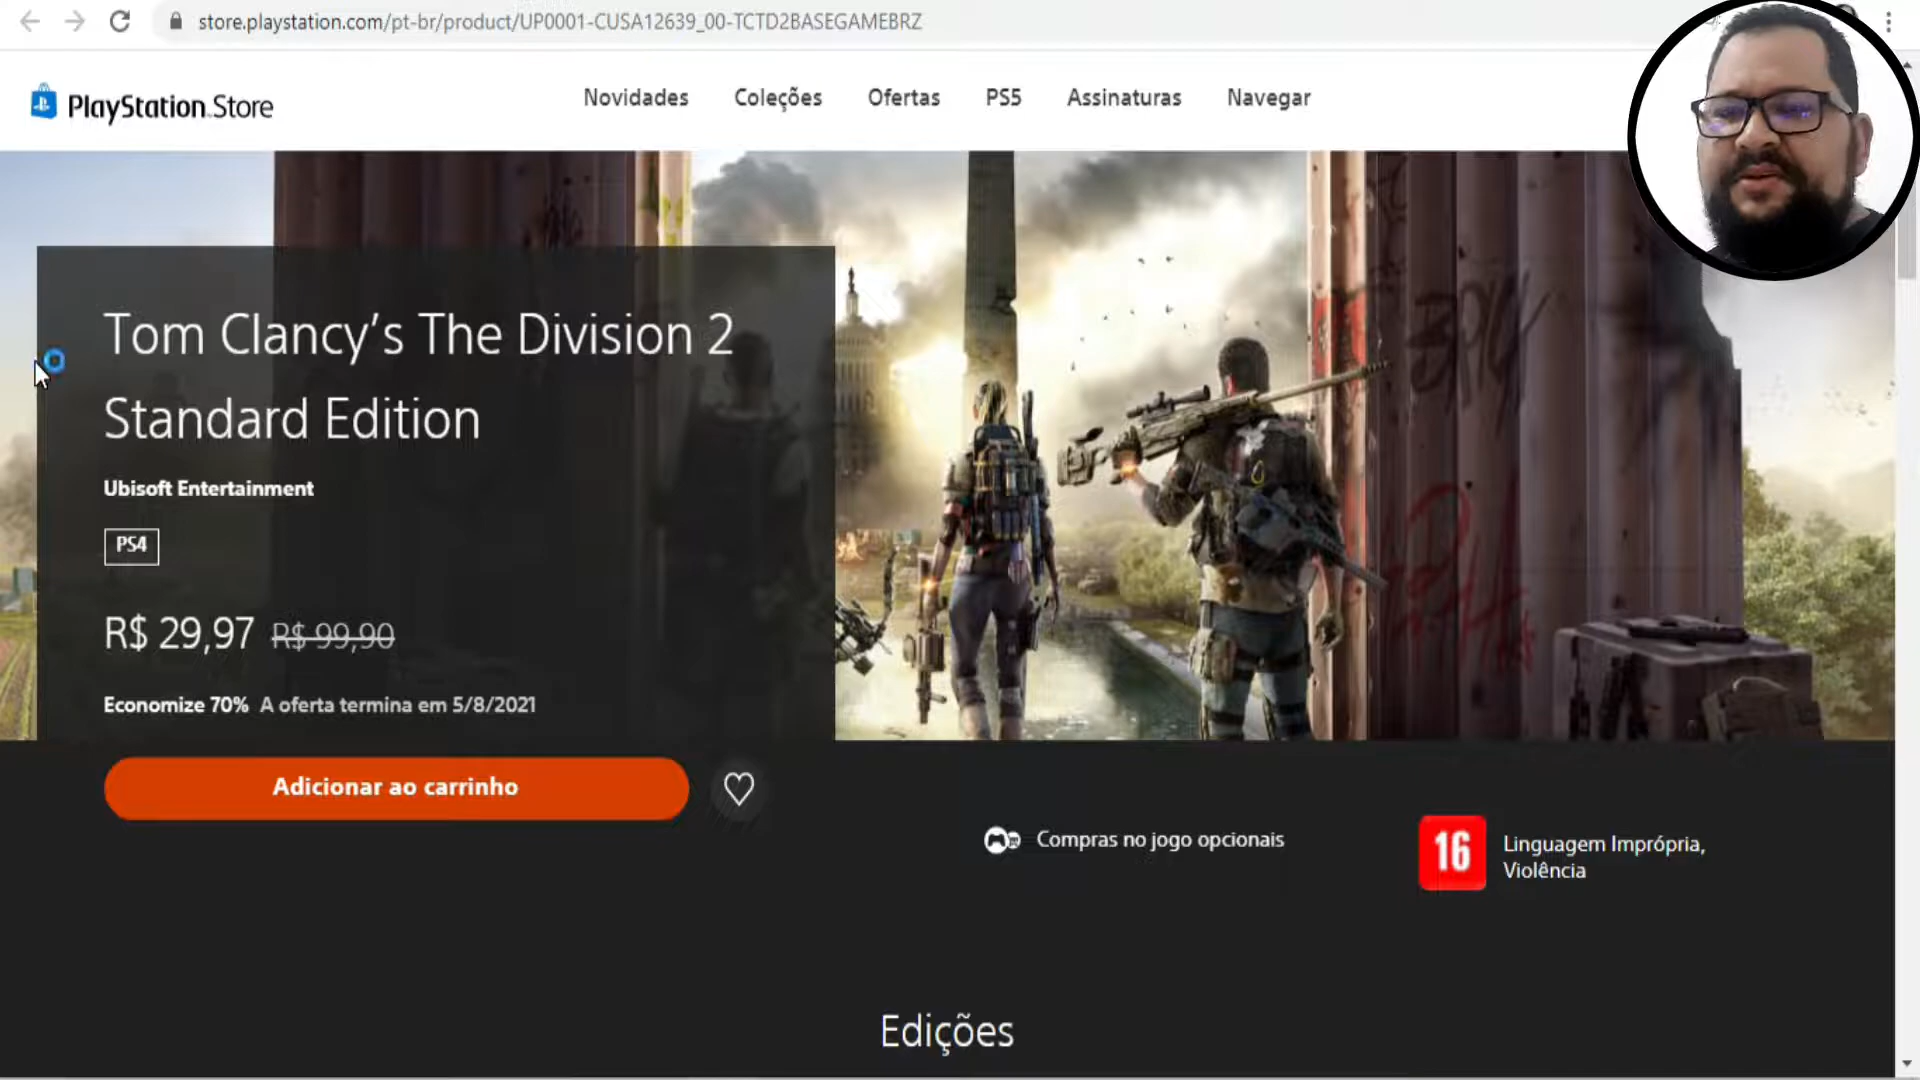 store.playstation.com/pt-br/product/UP0001-CUSA12639_00-TCTD2BASEGAMEBRZ
PlayStation Store
Novidades
Coleções
Ofertas
PS5
Assinaturas
Navegar
Tom Clancy’s The Division 2
Standard Edition
Ubisoft Entertainment
PS4
R$ 29,97 R$ 99,90
Economize 70% A oferta termina em 5/8/2021
Adicionar ao carrinho
Compras no jogo opcionais
16
Linguagem Imprópria,
Violência
Edições